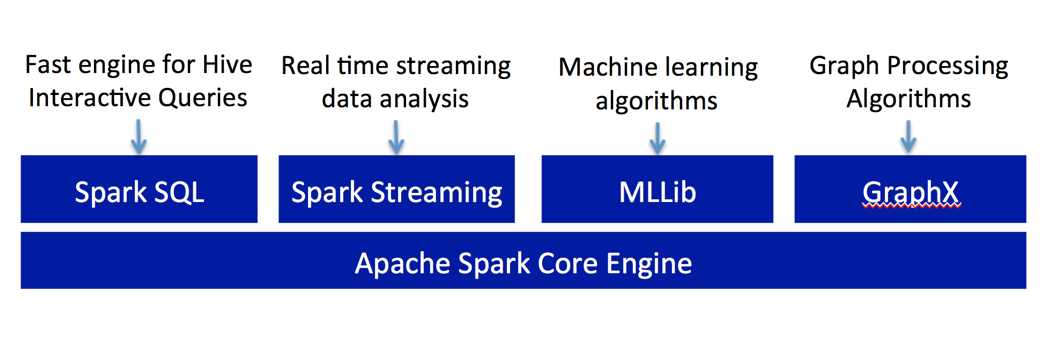 Fast engine for Hive
Interactive Queries
Real time streaming
data analysis
Machine learning
algorithms
Graph Processing
Algorithms
Spark SQL
Spark Streaming
MLLib
GraphX
Apache Spark Core Engine